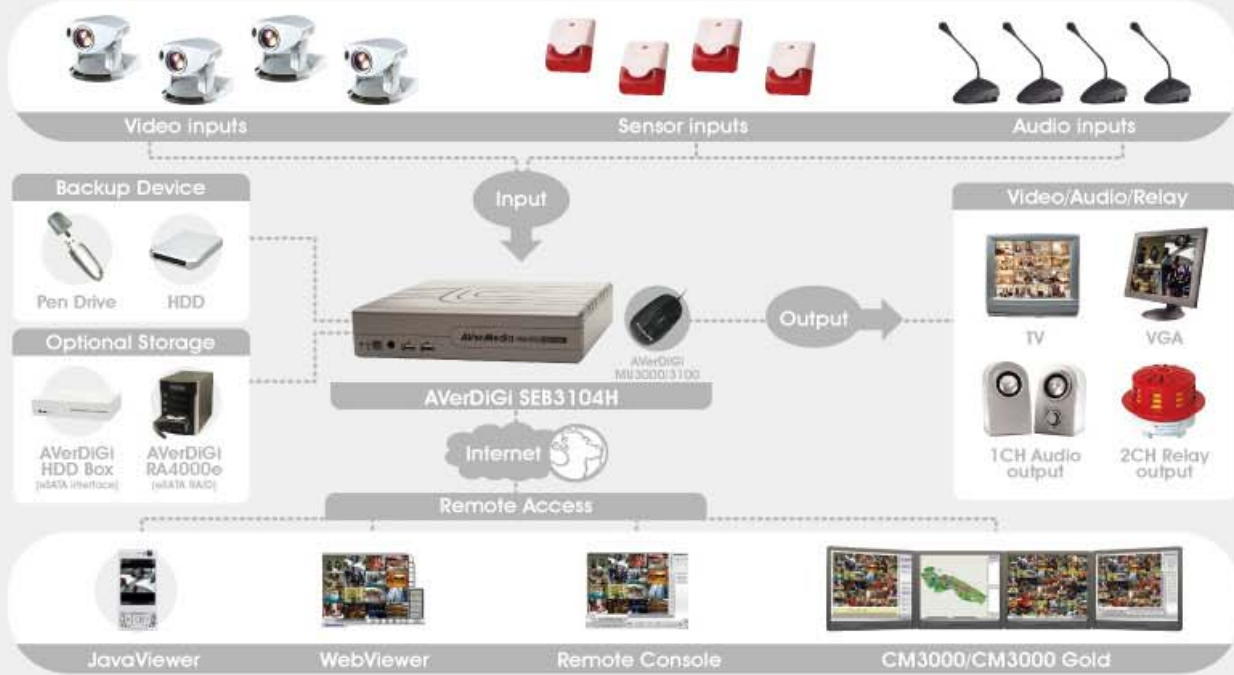 Video inputs
Sensor inputs
Audio inputs
Input
Backup Device
Pen Drive
HDD
Optional Storage
AVerDiGi
HDD Box
(eSATA interface)
AVerDiGi
RA4000e
(eSATA RAID)
AVerMedia
AVerDiGi
MU3000/3100
AVerDiGi SEB3104H
Output
Video/Audio/Relay
TV
VGA
1CH Audio
output
2CH Relay
output
Internet
Remote Access
JavaViewer
WebViewer
Remote Console
CM3000/CM3000 Gold